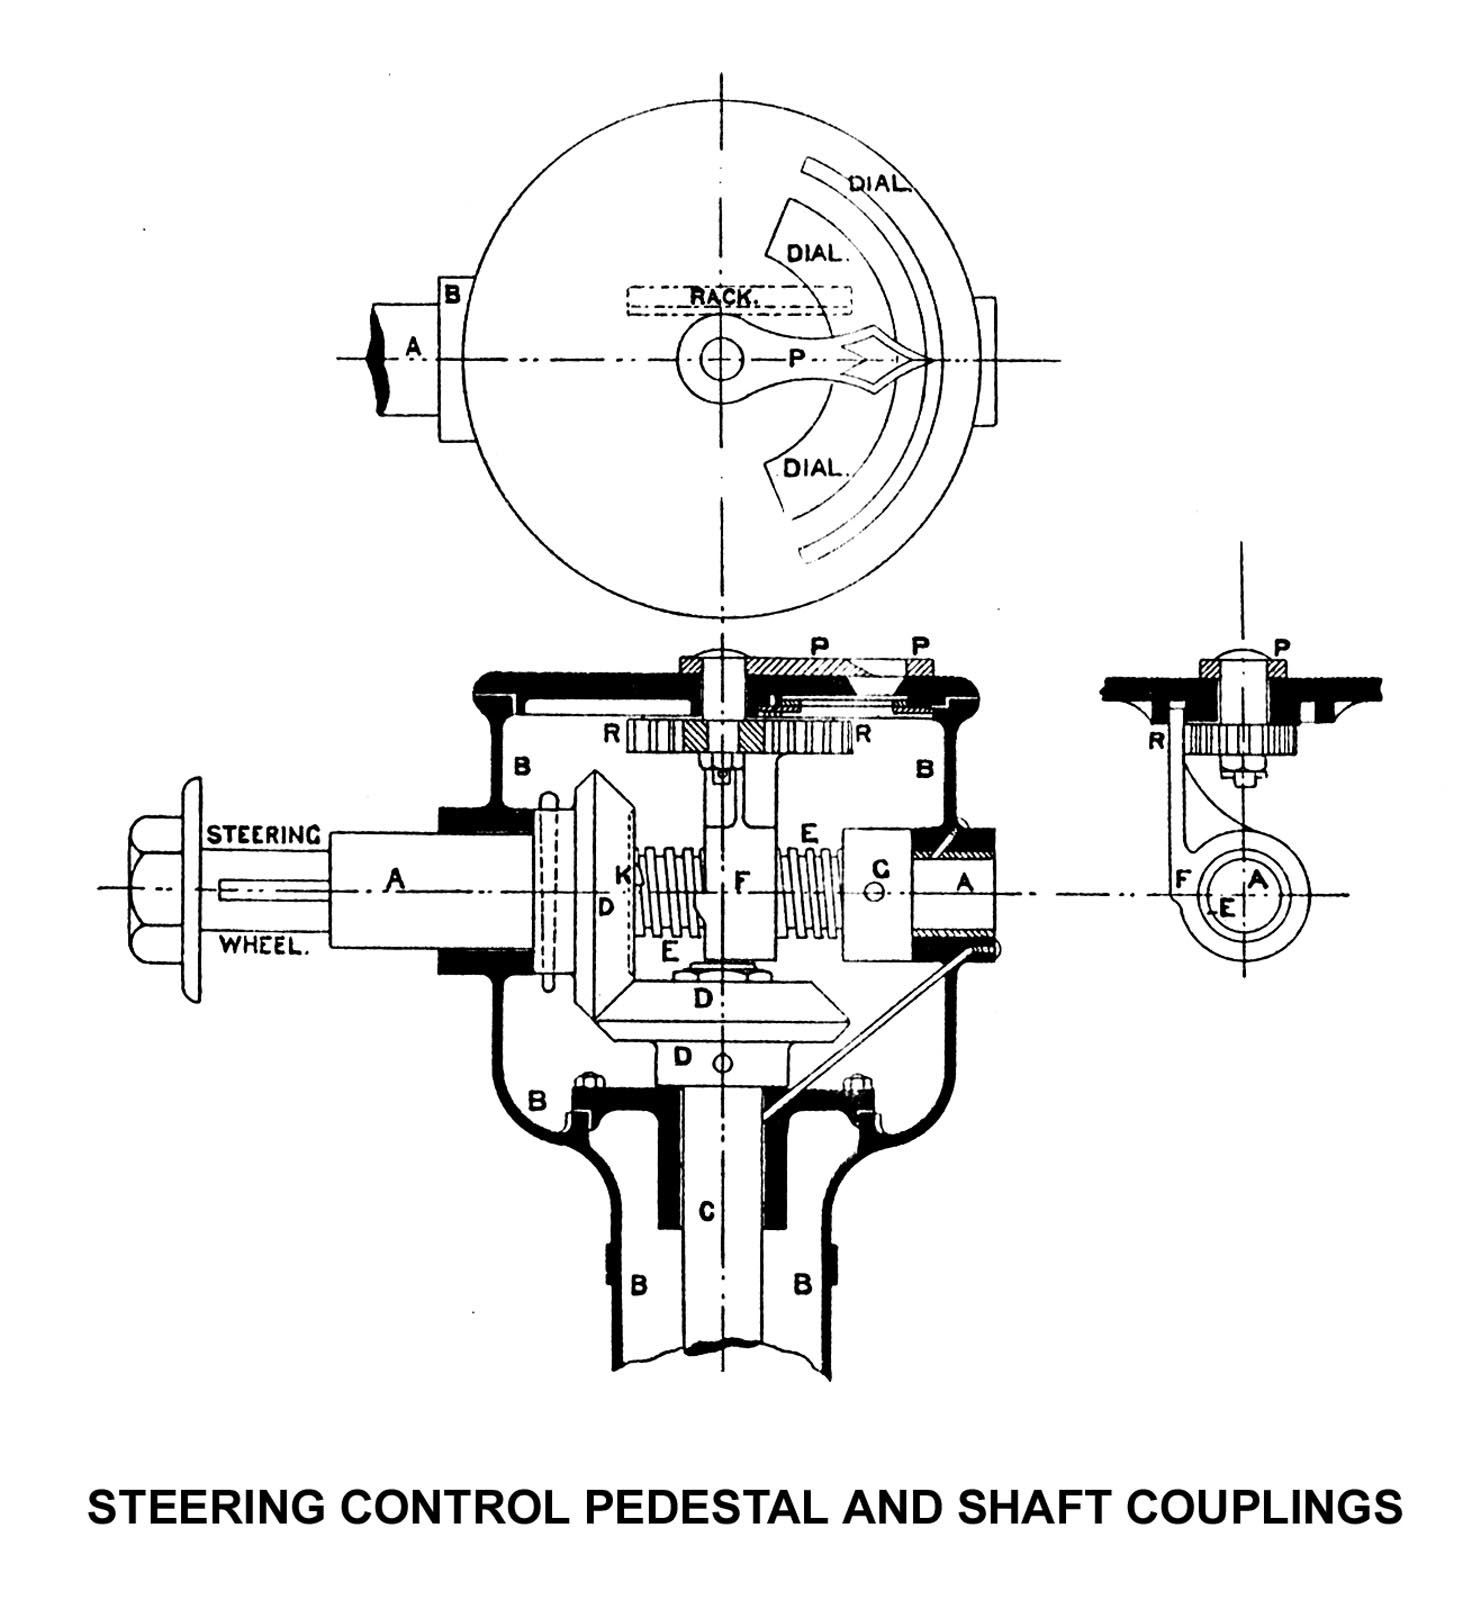 DIAL.
DIAL.
B
RACK.
A
P
DIAL.
P P
P
R R
R
B B
STEERING
E
A
K
F
G
A
F
A
D
E
WHEEL.
E
D
D
B
C
B B
STEERING CONTROL PEDESTAL AND SHAFT COUPLINGS